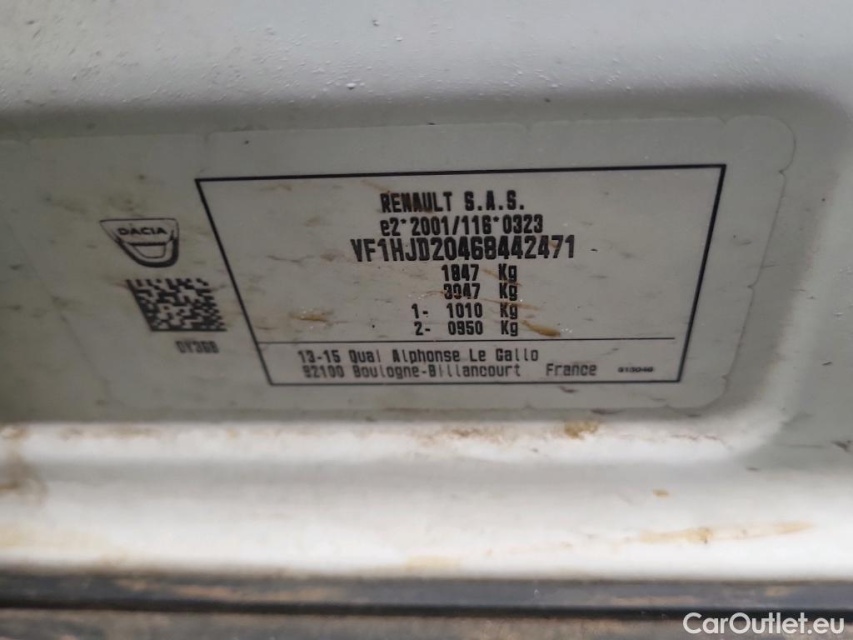 RENAULT S.A.S.
e2*2001/116*0323
VF1HJD20468442471
1847 Kg
3047 Kg
1- 1010 Kg
2- 0950 Kg
DACIA
13-15 Quai Alphonse Le Gallo
92100 Boulogne-Billancourt France
CarOutlet.eu